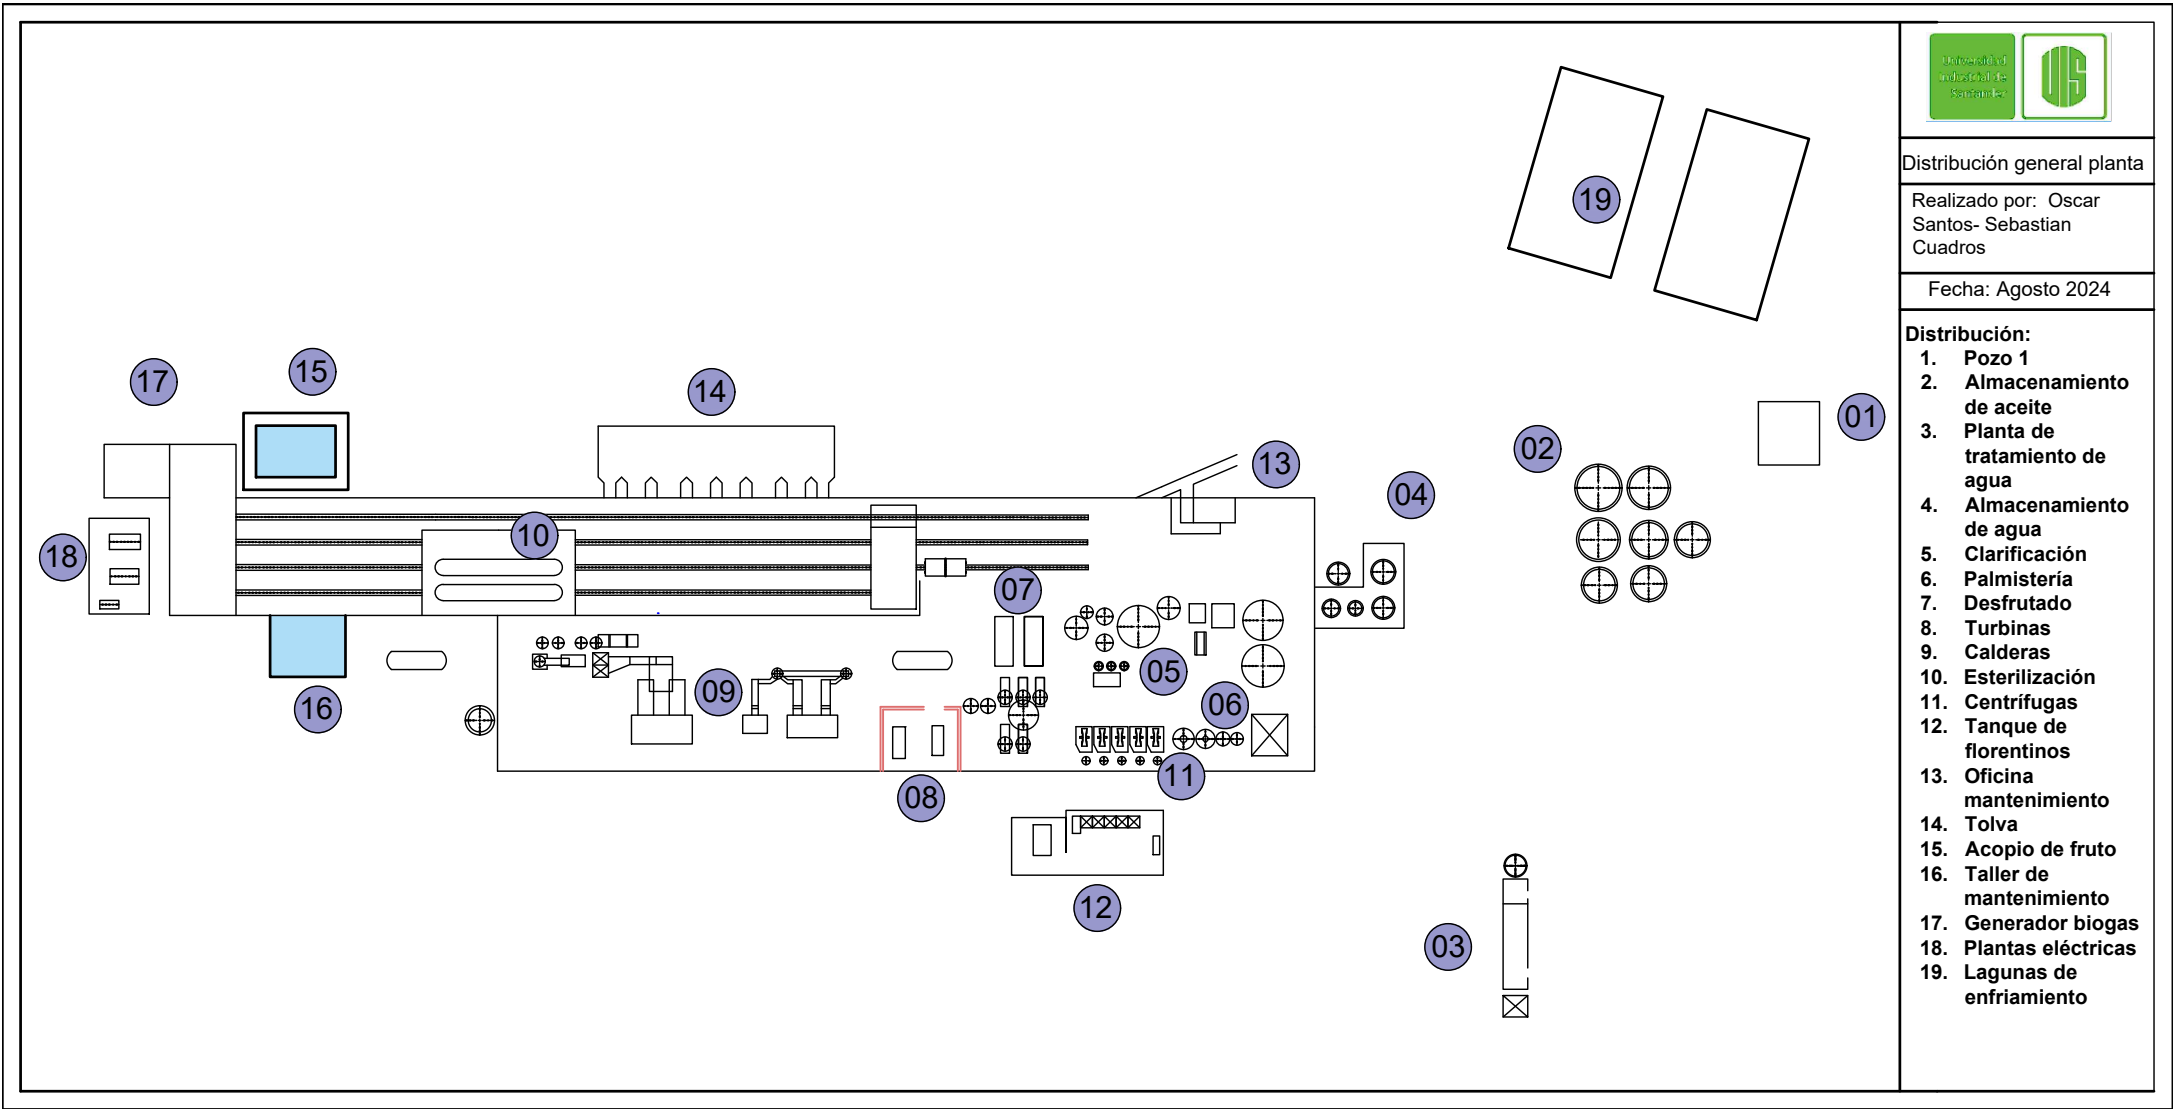 19
17
15
14
01
02
13
04
10
18
07
05
09
06
16
11
08
12
03
Universidad
Industrial de
Santander
UIS
Distribución general planta
Realizado por: Oscar
Santos- Sebastian
Cuadros
Fecha: Agosto 2024
Distribución:
1. Pozo 1
2. Almacenamiento
de aceite
3. Planta de
tratamiento de
agua
4. Almacenamiento
de agua
5. Clarificación
6. Palmistería
7. Desfrutado
8. Turbinas
9. Calderas
10. Esterilización
11. Centrífugas
12. Tanque de
florentinos
13. Oficina
mantenimiento
14. Tolva
15. Acopio de fruto
16. Taller de
mantenimiento
17. Generador biogas
18. Plantas eléctricas
19. Lagunas de
enfriamiento